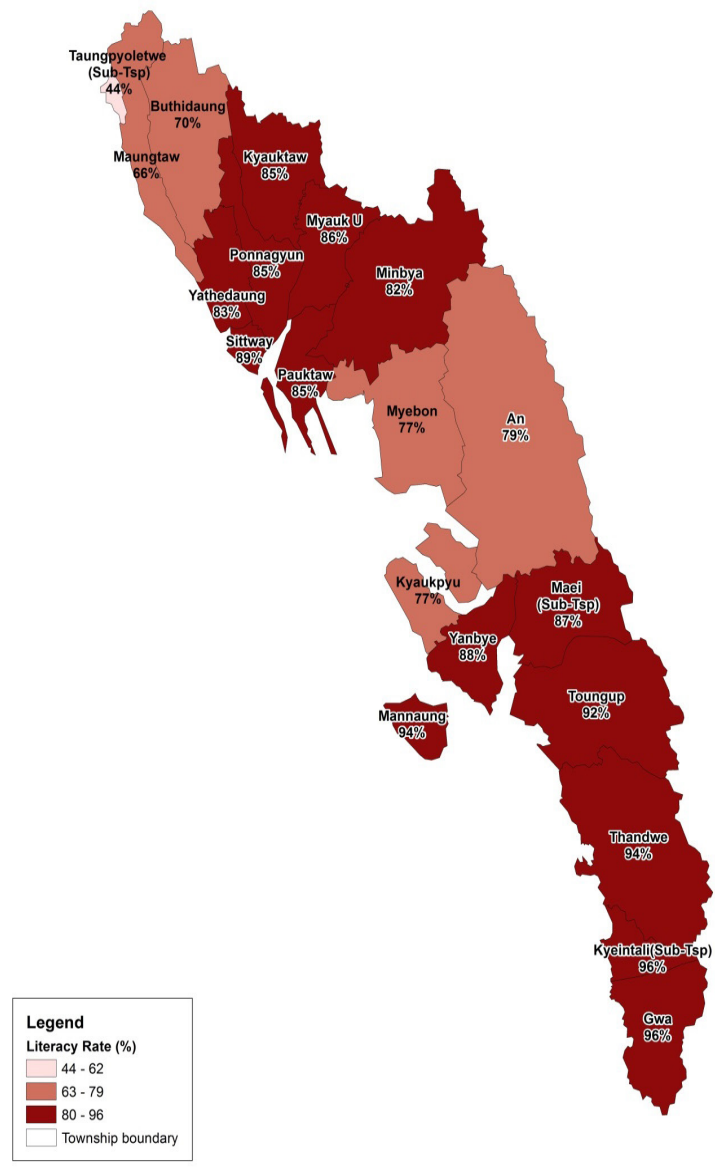 Taungpyoletwe
(Sub-Tsp)
44%
Buthidaung
70%
Maungtaw
66%
Kyauktaw
85%
Myauk U
86%
Ponnagyun
85%
Minbya
82%
Yathedaung
83%
Sittway
89%
Pauktaw
85%
Myebon
77%
An
79%
Kyaukpyu
77%
Maei
(Sub-Tsp)
87%
Yanbye
88%
Toungup
92%
Mannaung
94%
Thandwe
94%
Kyeintali(Sub-Tsp)
96%
Gwa
96%
Legend
Literacy Rate (%)
44 - 62
63 - 79
80 - 96
Township boundary